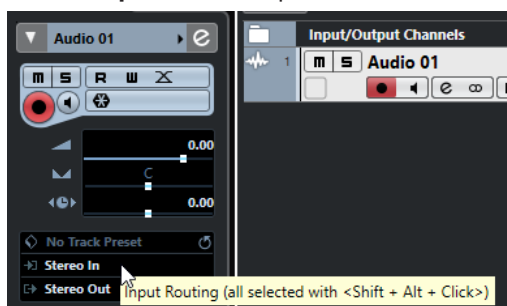 Audio 01
m S R W
0.00
C
0.00
No Track Preset
Stereo In
Stereo Out
Input/Output Channels
1 m S Audio 01
e
Input Routing (all selected with <Shift + Alt + Click>)